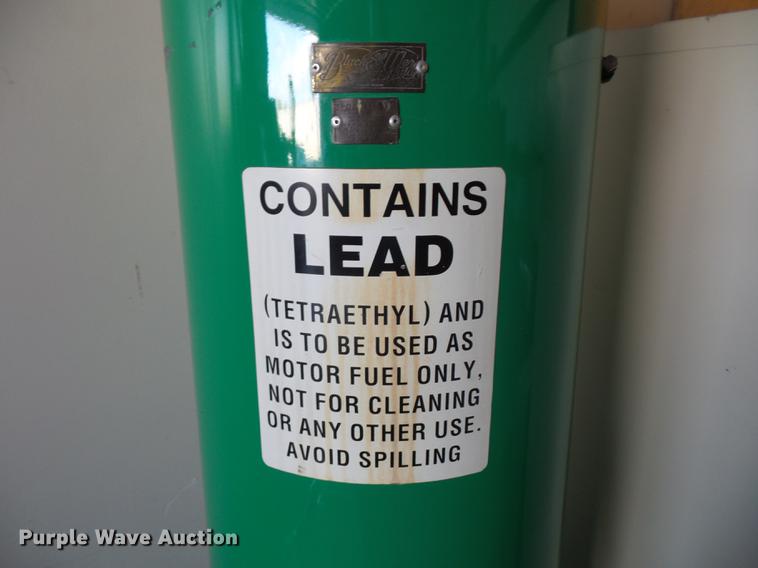 CONTAINS
LEAD
(TETRAETHYL) AND
IS TO BE USED AS
MOTOR FUEL ONLY,
NOT FOR CLEANING
OR ANY OTHER USE.
AVOID SPILLING
Purple Wave Auction®